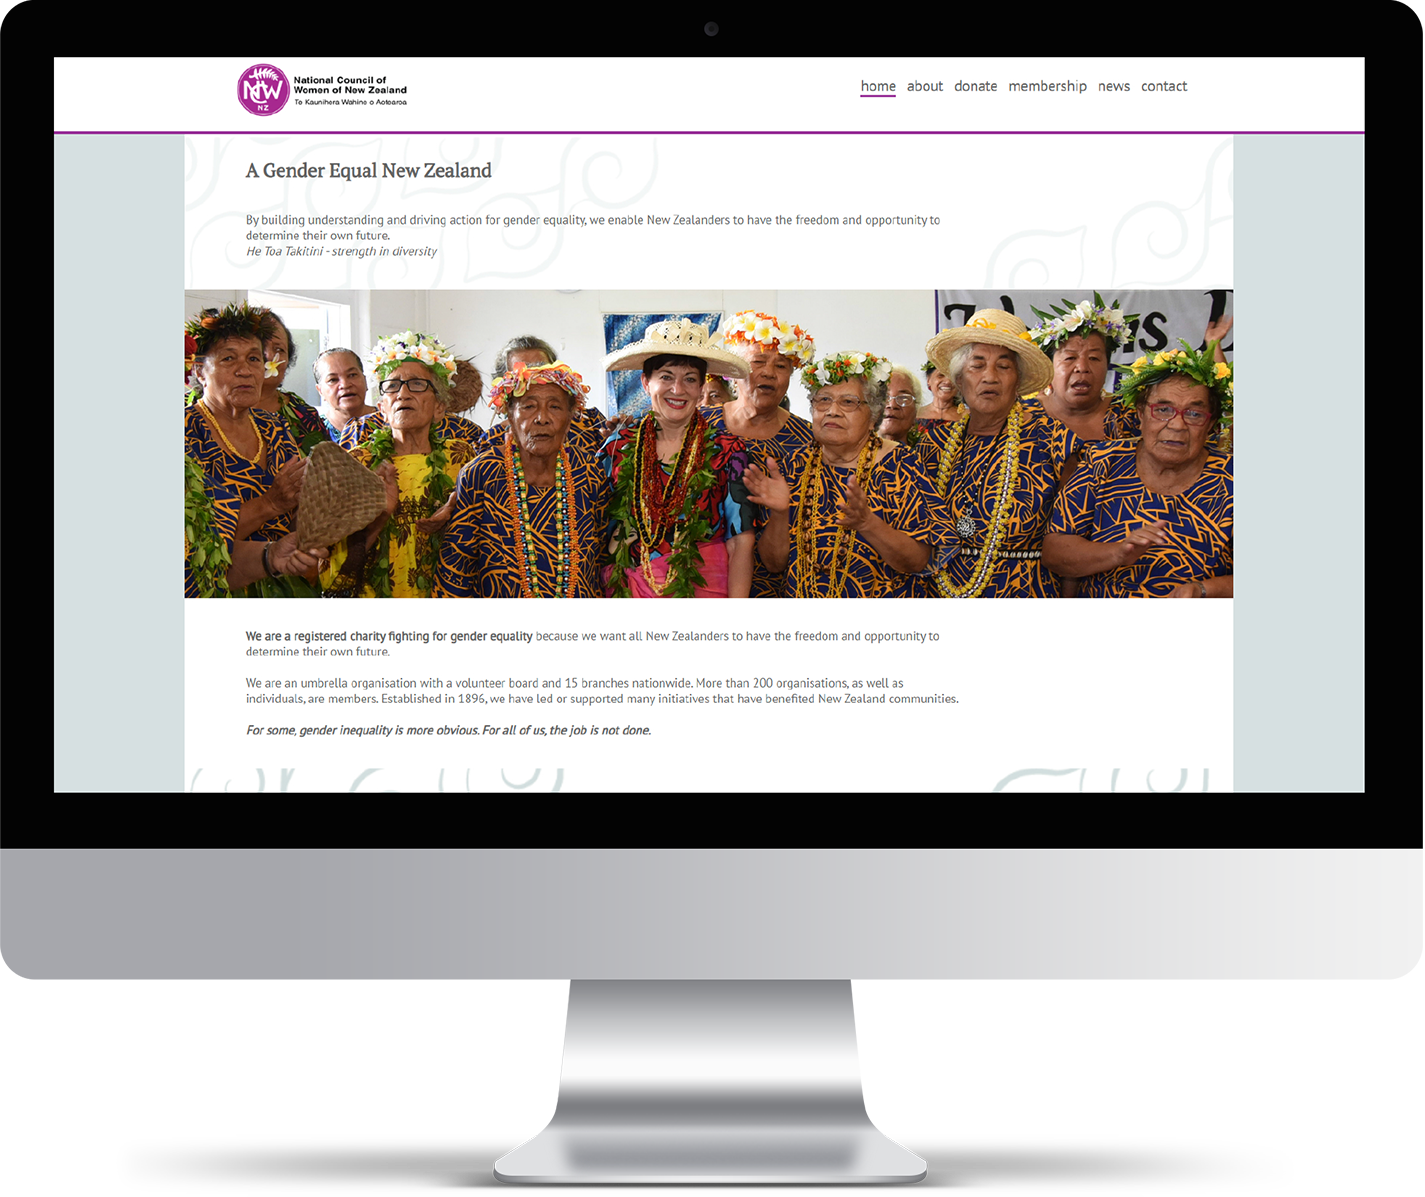 NCW
NZ
National Council of
Women of New Zealand
Te Kaunihera Wahine o Aotearoa
home about donate membership news contact
A Gender Equal New Zealand
By building understanding and driving action for gender equality, we enable New Zealanders to have the freedom and opportunity to
determine their own future.
He Toa Takitini - strength in diversity
We are a registered charity fighting for gender equality because we want all New Zealanders to have the freedom and opportunity to
determine their own future.
We are an umbrella organisation with a volunteer board and 15 branches nationwide. More than 200 organisations, as well as
individuals, are members. Established in 1896, we have led or supported many initiatives that have benefited New Zealand communities.
For some, gender inequality is more obvious. For all of us, the job is not done.